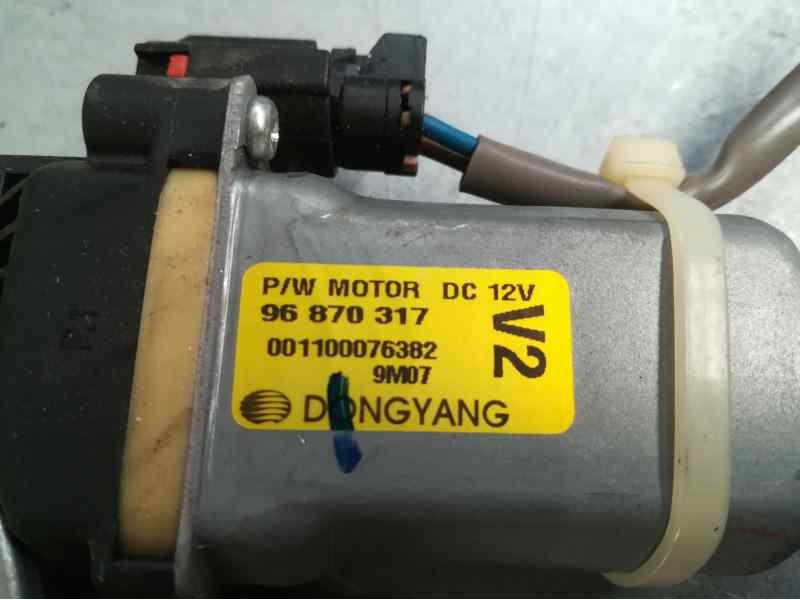 P/W MOTOR DC 12V
96 870 317
V2
001100076382
9M07
DONGYANG